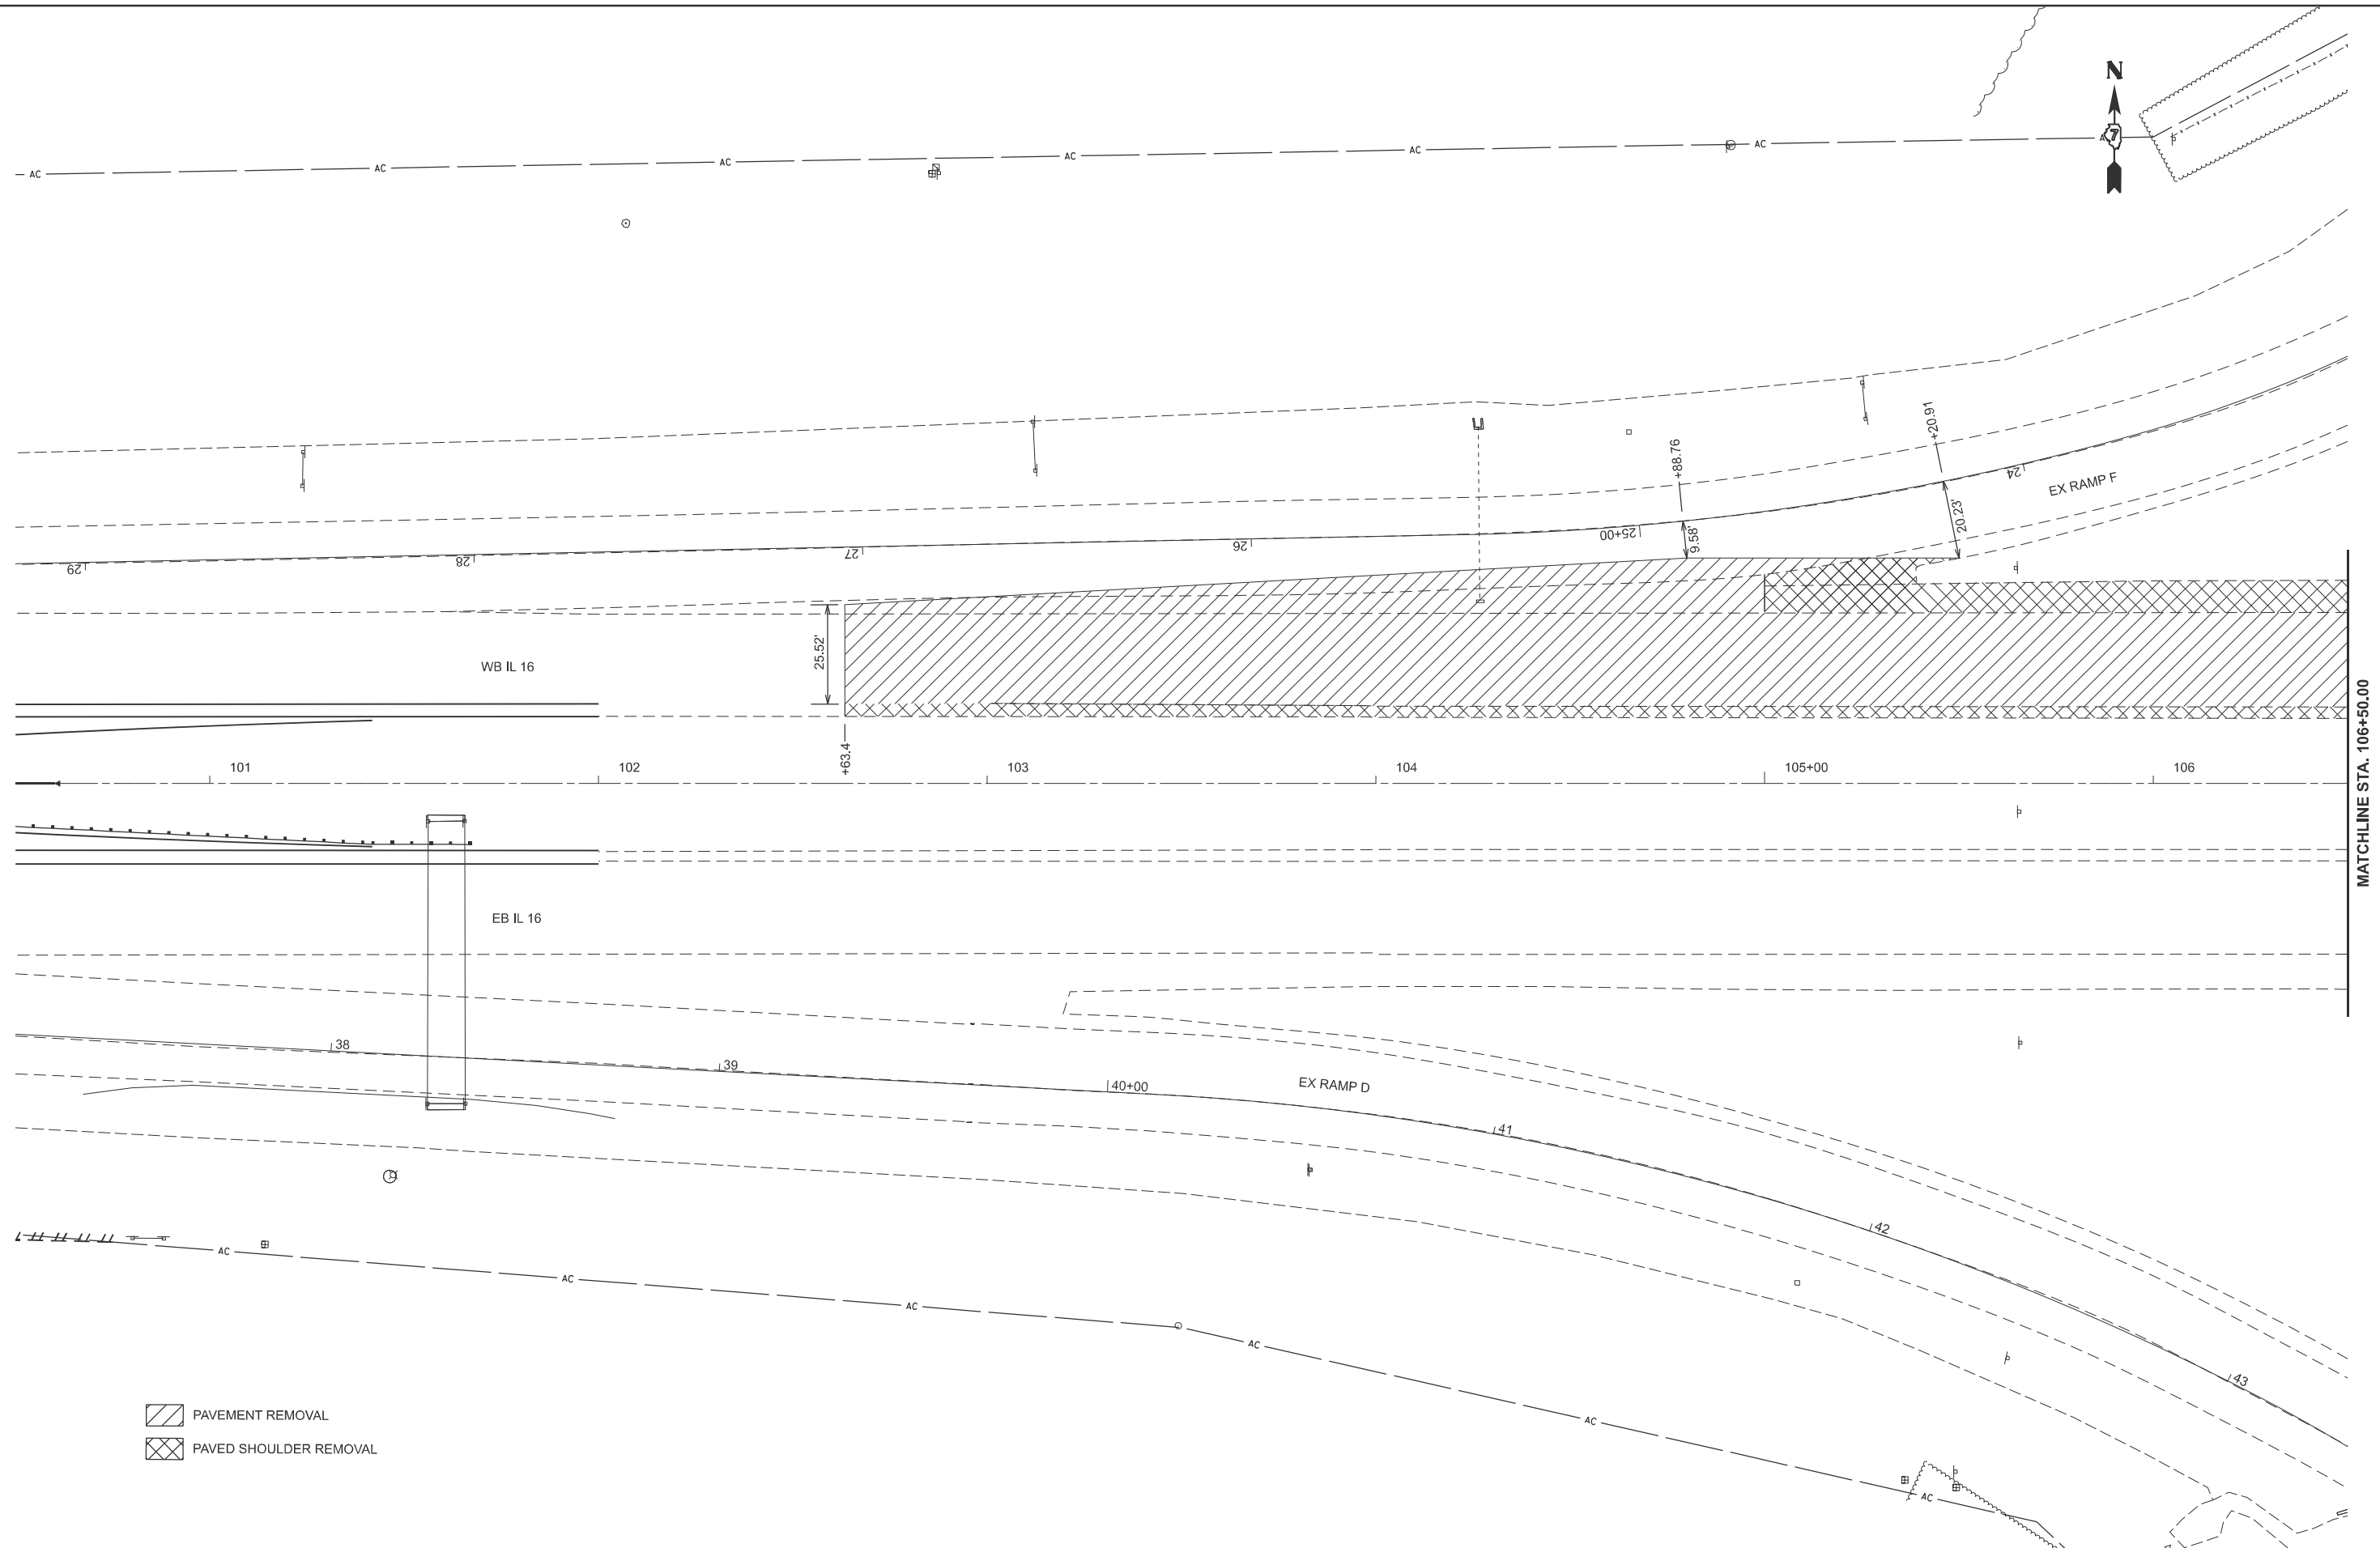 N
AC AC AC AC AC AC AC
7
+20.91
+88.76
24
EX RAMP F
20.23'
9.58'
25+00
26
27
28
29
25.52'
WB IL 16
MATCHLINE STA. 106+50.00
+63.4
101 102 103 104 105+00 106
EB IL 16
38
39
40+00
EX RAMP D
41
42
43
AC
AC
AC
AC
AC
AC
PAVEMENT REMOVAL
PAVED SHOULDER REMOVAL